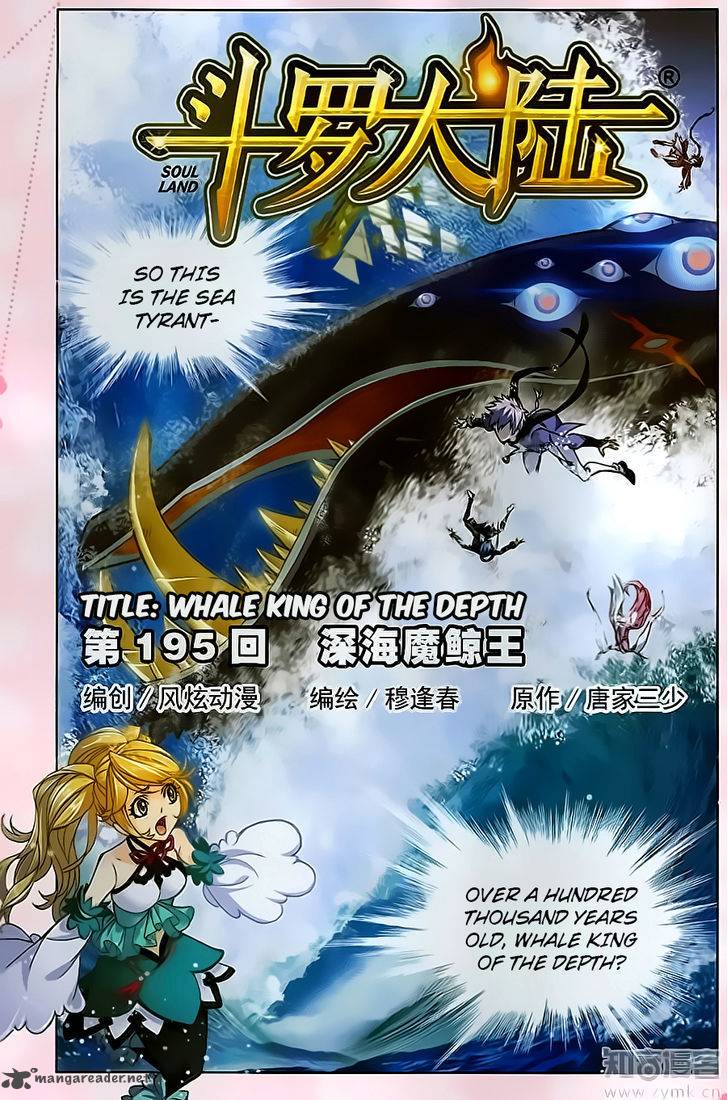 斗罗大陆®
SOUL
LAND
SO THIS
IS THE SEA
TYRANT-
TITLE: WHALE KING OF THE DEPTH
第195回 深海魔鲸王
编创/风炫动漫 编绘/穆逢春 原作/唐家三少
OVER A HUNDRED
THOUSAND YEARS
OLD, WHALE KING
OF THE DEPTH?
mangareader.net
知音漫客
www.zymk.cn